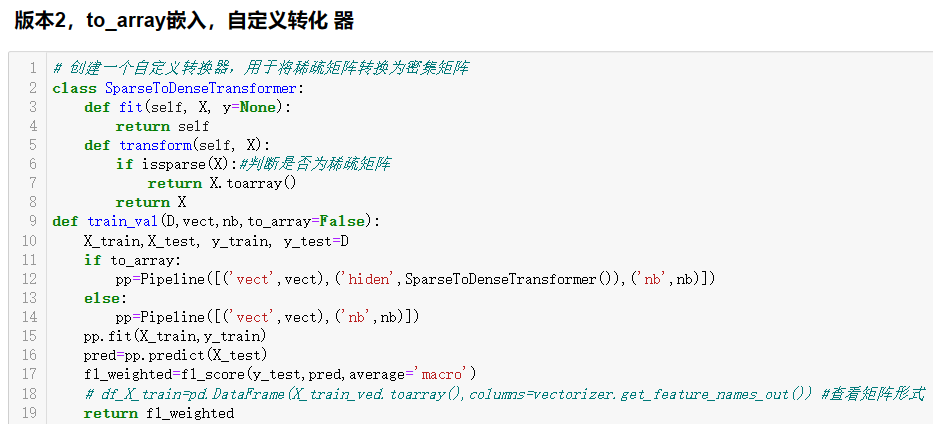 版本2，to_array嵌入，自定义转化 器
1 # 创建一个自定义转换器，用于将稀疏矩阵转换为密集矩阵
2 class SparseToDenseTransformer:
3     def fit(self, X, y=None):
4         return self
5     def transform(self, X):
6         if issparse(X):#判断是否为稀疏矩阵
7             return X.toarray()
8         return X
9 def train_val(D,vect,nb,to_array=False):
10     X_train,X_test, y_train, y_test=D
11     if to_array:
12         pp=Pipeline([('vect',vect),('hiden',SparseToDenseTransformer()),('nb',nb)])
13     else:
14         pp=Pipeline([('vect',vect),('nb',nb)])
15     pp.fit(X_train,y_train)
16     pred=pp.predict(X_test)
17     f1_weighted=f1_score(y_test,pred,average='macro')
18     # df_X_train=pd.DataFrame(X_train_ved.toarray(),columns=vectorizer.get_feature_names_out()) #查看矩阵形式
19     return f1_weighted